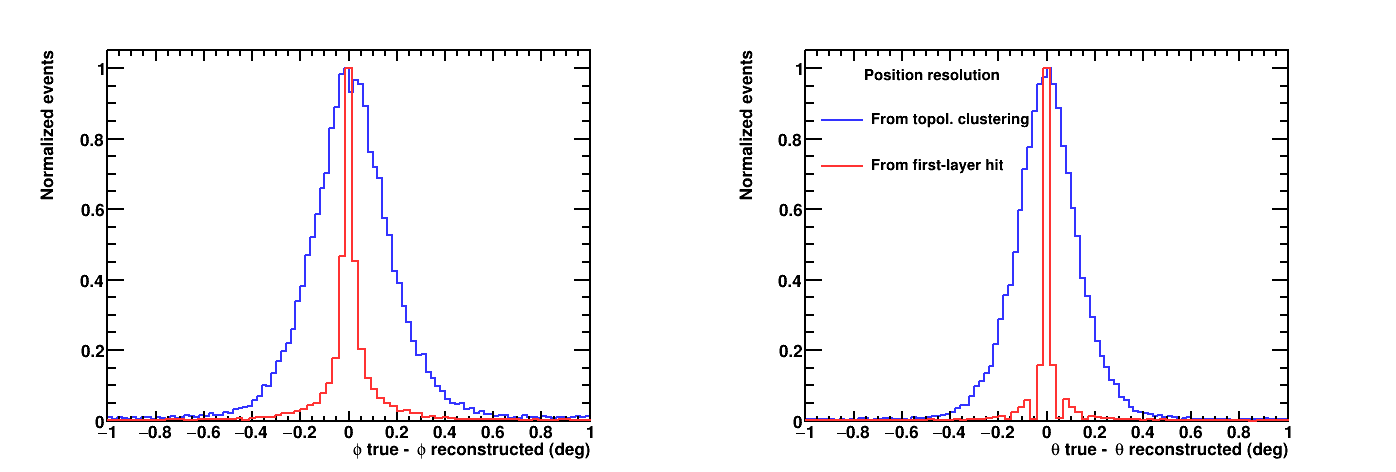 Normalized events
1
0.8
0.6
0.4
0.2
0
−1 −0.8 −0.6 −0.4 −0.2 0 0.2 0.4 0.6 0.8 1
ϕ true - ϕ reconstructed (deg)
Normalized events
1
0.8
0.6
0.4
0.2
0
Position resolution
From topol. clustering
From first-layer hit
−1 −0.8 −0.6 −0.4 −0.2 0 0.2 0.4 0.6 0.8 1
θ true - θ reconstructed (deg)